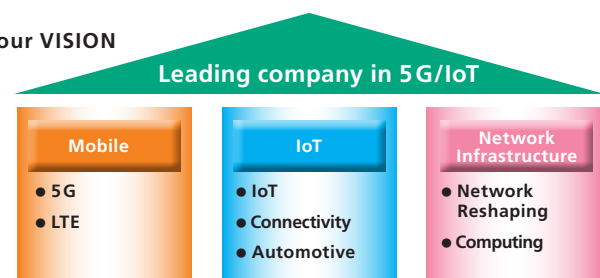 our VISION
Leading company in 5G/IoT
Mobile
● 5G
● LTE
IoT
● IoT
● Connectivity
● Automotive
Network
Infrastructure
● Network
Reshaping
● Computing